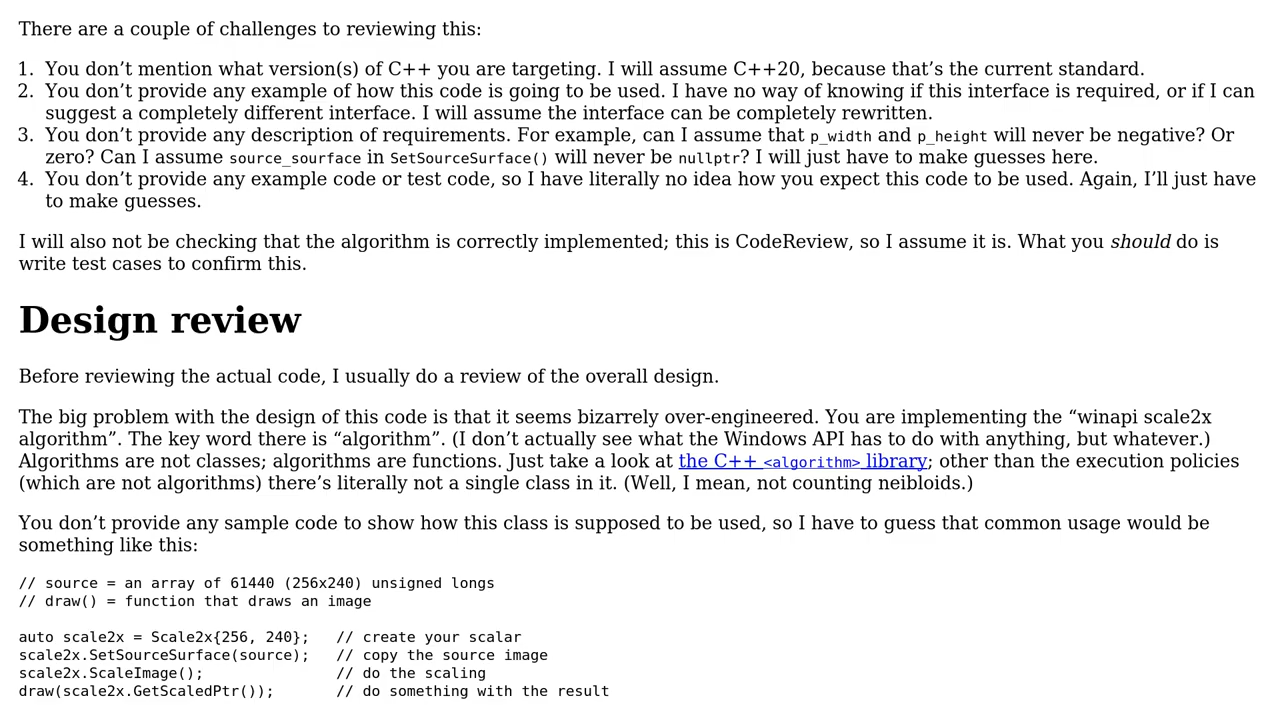 There are a couple of challenges to reviewing this:
1. You don’t mention what version(s) of C++ you are targeting. I will assume C++20, because that’s the current standard.
2. You don’t provide any example of how this code is going to be used. I have no way of knowing if this interface is required, or if I can
suggest a completely different interface. I will assume the interface can be completely rewritten.
3. You don’t provide any description of requirements. For example, can I assume that p_width and p_height will never be negative? Or
zero? Can I assume source_sourface in SetSourceSurface() will never be nullptr? I will just have to make guesses here.
4. You don’t provide any example code or test code, so I have literally no idea how you expect this code to be used. Again, I’ll just have
to make guesses.
I will also not be checking that the algorithm is correctly implemented; this is CodeReview, so I assume it is. What you should do is
write test cases to confirm this.
Design review
Before reviewing the actual code, I usually do a review of the overall design.
The big problem with the design of this code is that it seems bizarrely over-engineered. You are implementing the “winapi scale2x
algorithm”. The key word there is “algorithm”. (I don’t actually see what the Windows API has to do with anything, but whatever.)
Algorithms are not classes; algorithms are functions. Just take a look at the C++ <algorithm> library; other than the execution policies
(which are not algorithms) there’s literally not a single class in it. (Well, I mean, not counting neibloids.)
You don’t provide any sample code to show how this class is supposed to be used, so I have to guess that common usage would be
something like this:
// source = an array of 61440 (256x240) unsigned longs
// draw() = function that draws an image
auto scale2x = Scale2x{256, 240};   // create your scalar
scale2x.SetSourceSurface(source);   // copy the source image
scale2x.ScaleImage();               // do the scaling
draw(scale2x.GetScaledPtr());       // do something with the result